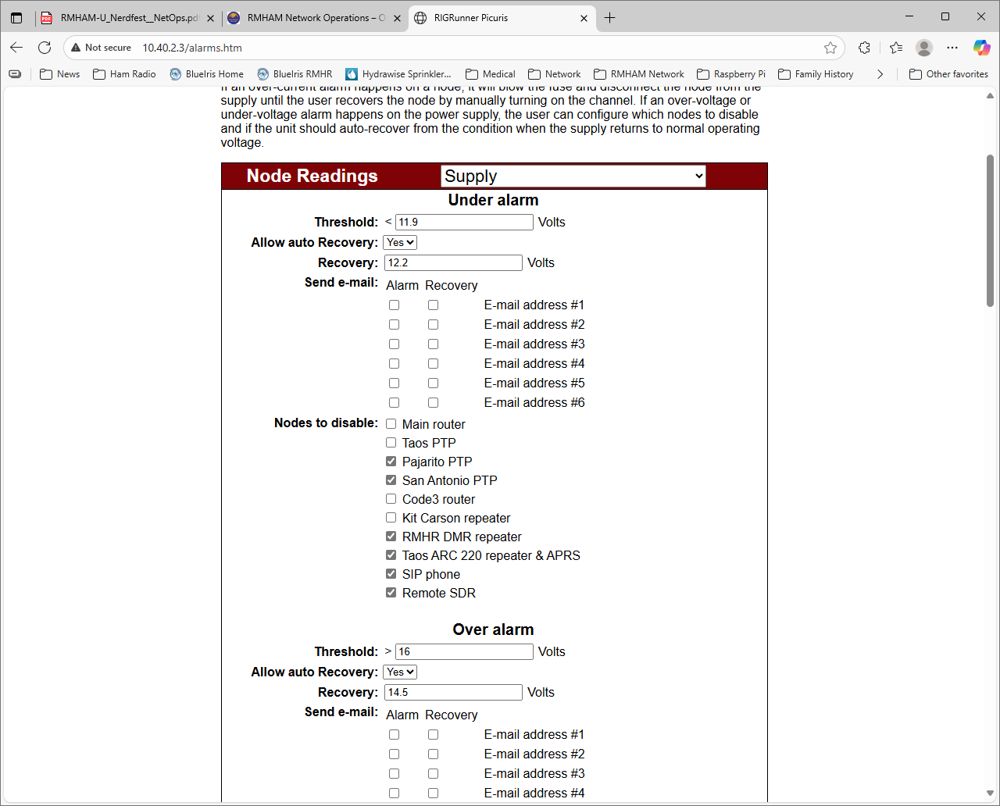 RMHAM-U_Nerdfest__NetOps.pd
RMHAM Network Operations – O
RIGRunner Picuris
Not secure
10.40.2.3/alarms.htm
News
Ham Radio
BlueIris Home
BlueIris RMHR
Hydrawise Sprinkler...
Medical
Network
RMHAM Network
Raspberry Pi
Family History
Other favorites
If an over-current alarm happens on a node, it will blow the fuse and disconnect the node from the
supply until the user recovers the node by manually turning on the channel. If an over-voltage or
under-voltage alarm happens on the power supply, the user can configure which nodes to disable
and if the unit should auto-recover from the condition when the supply returns to normal operating
voltage.
Node Readings Supply
Under alarm
Threshold: < 11.9 Volts
Allow auto Recovery: Yes
Recovery: 12.2 Volts
Send e-mail: Alarm Recovery
E-mail address #1
E-mail address #2
E-mail address #3
E-mail address #4
E-mail address #5
E-mail address #6
Nodes to disable: Main router
Taos PTP
Pajarito PTP
San Antonio PTP
Code3 router
Kit Carson repeater
RMHR DMR repeater
Taos ARC 220 repeater & APRS
SIP phone
Remote SDR
Over alarm
Threshold: > 16 Volts
Allow auto Recovery: Yes
Recovery: 14.5 Volts
Send e-mail: Alarm Recovery
E-mail address #1
E-mail address #2
E-mail address #3
E-mail address #4